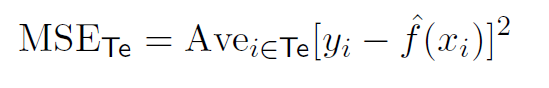 MSE_Te = Ave_{i∈Te}[y_i − f̂(x_i)]²